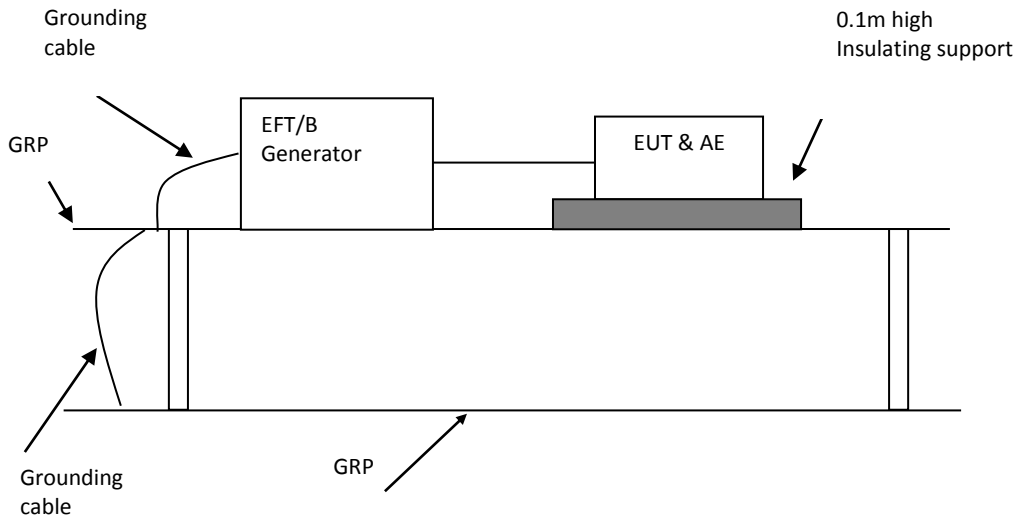 Grounding
cable
0.1m high
Insulating support
EFT/B
Generator
GRP
EUT & AE
GRP
Grounding
cable